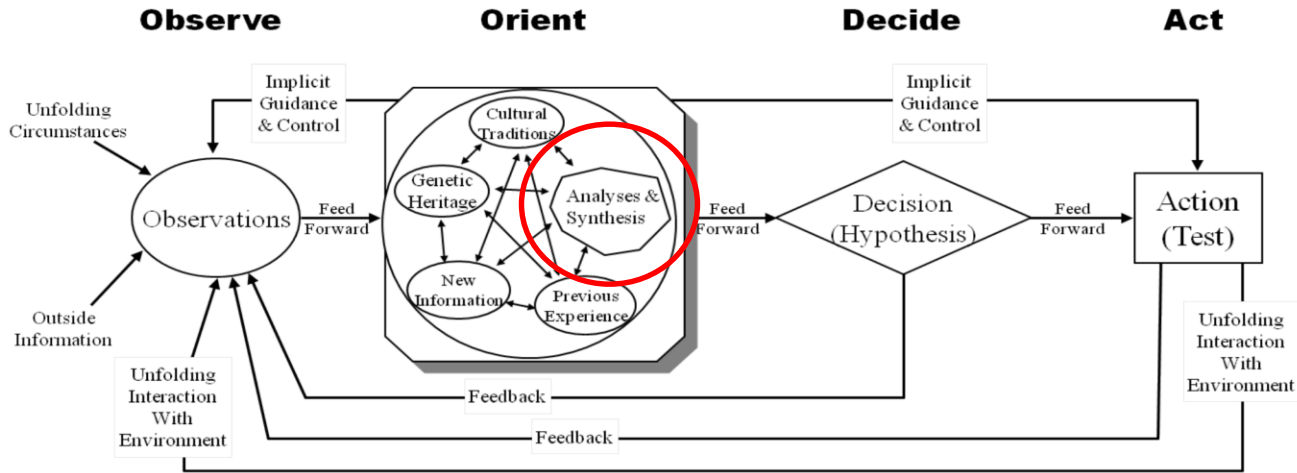 Observe
Orient
Decide
Act
Implicit
Guidance
& Control
Implicit
Guidance
& Control
Unfolding
Circumstances
Observations
Outside
Information
Feed
Forward
Cultural
Traditions
Genetic
Heritage
Analyses &
Synthesis
New
Information
Previous
Experience
Feed
Forward
Decision
(Hypothesis)
Feed
Forward
Action
(Test)
Unfolding
Interaction
With
Environment
Unfolding
Interaction
With
Environment
Feedback
Feedback